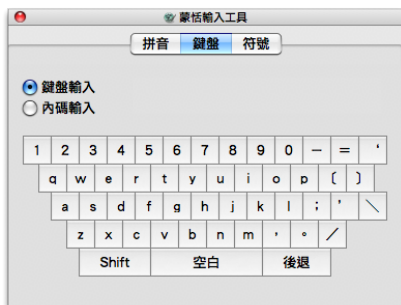 蒙恬輸入工具
拼音 鍵盤 符號
鍵盤輸入
內碼輸入
1 2 3 4 5 6 7 8 9 0 － ＝ ‘
q w e r t y u i o p 〔 〕
a s d f g h j k l ； ’ ＼
z x c v b n m ， 。 ／
Shift 空白 後退